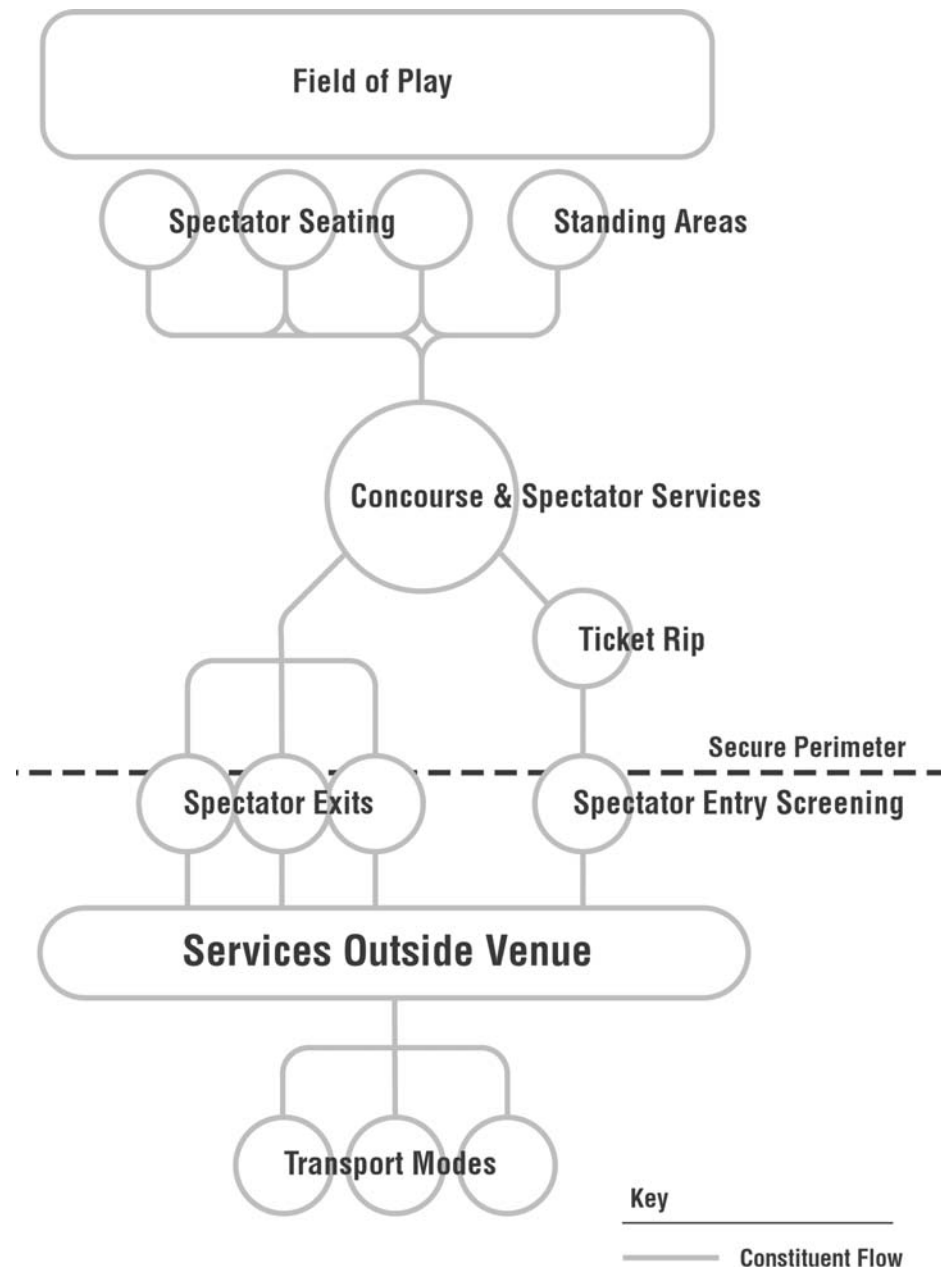 Field of Play
Spectator Seating
Standing Areas
Concourse & Spectator Services
Ticket Rip
Secure Perimeter
Spectator Exits
Spectator Entry Screening
Services Outside Venue
Transport Modes
Key
Constituent Flow